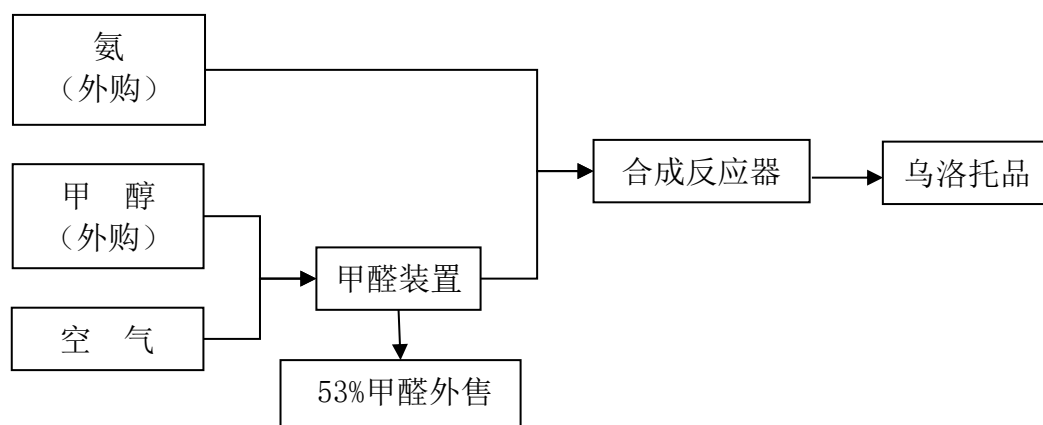 氨
（外购）
甲 醇
（外购）
空 气
甲醛装置
53%甲醛外售
合成反应器
乌洛托品